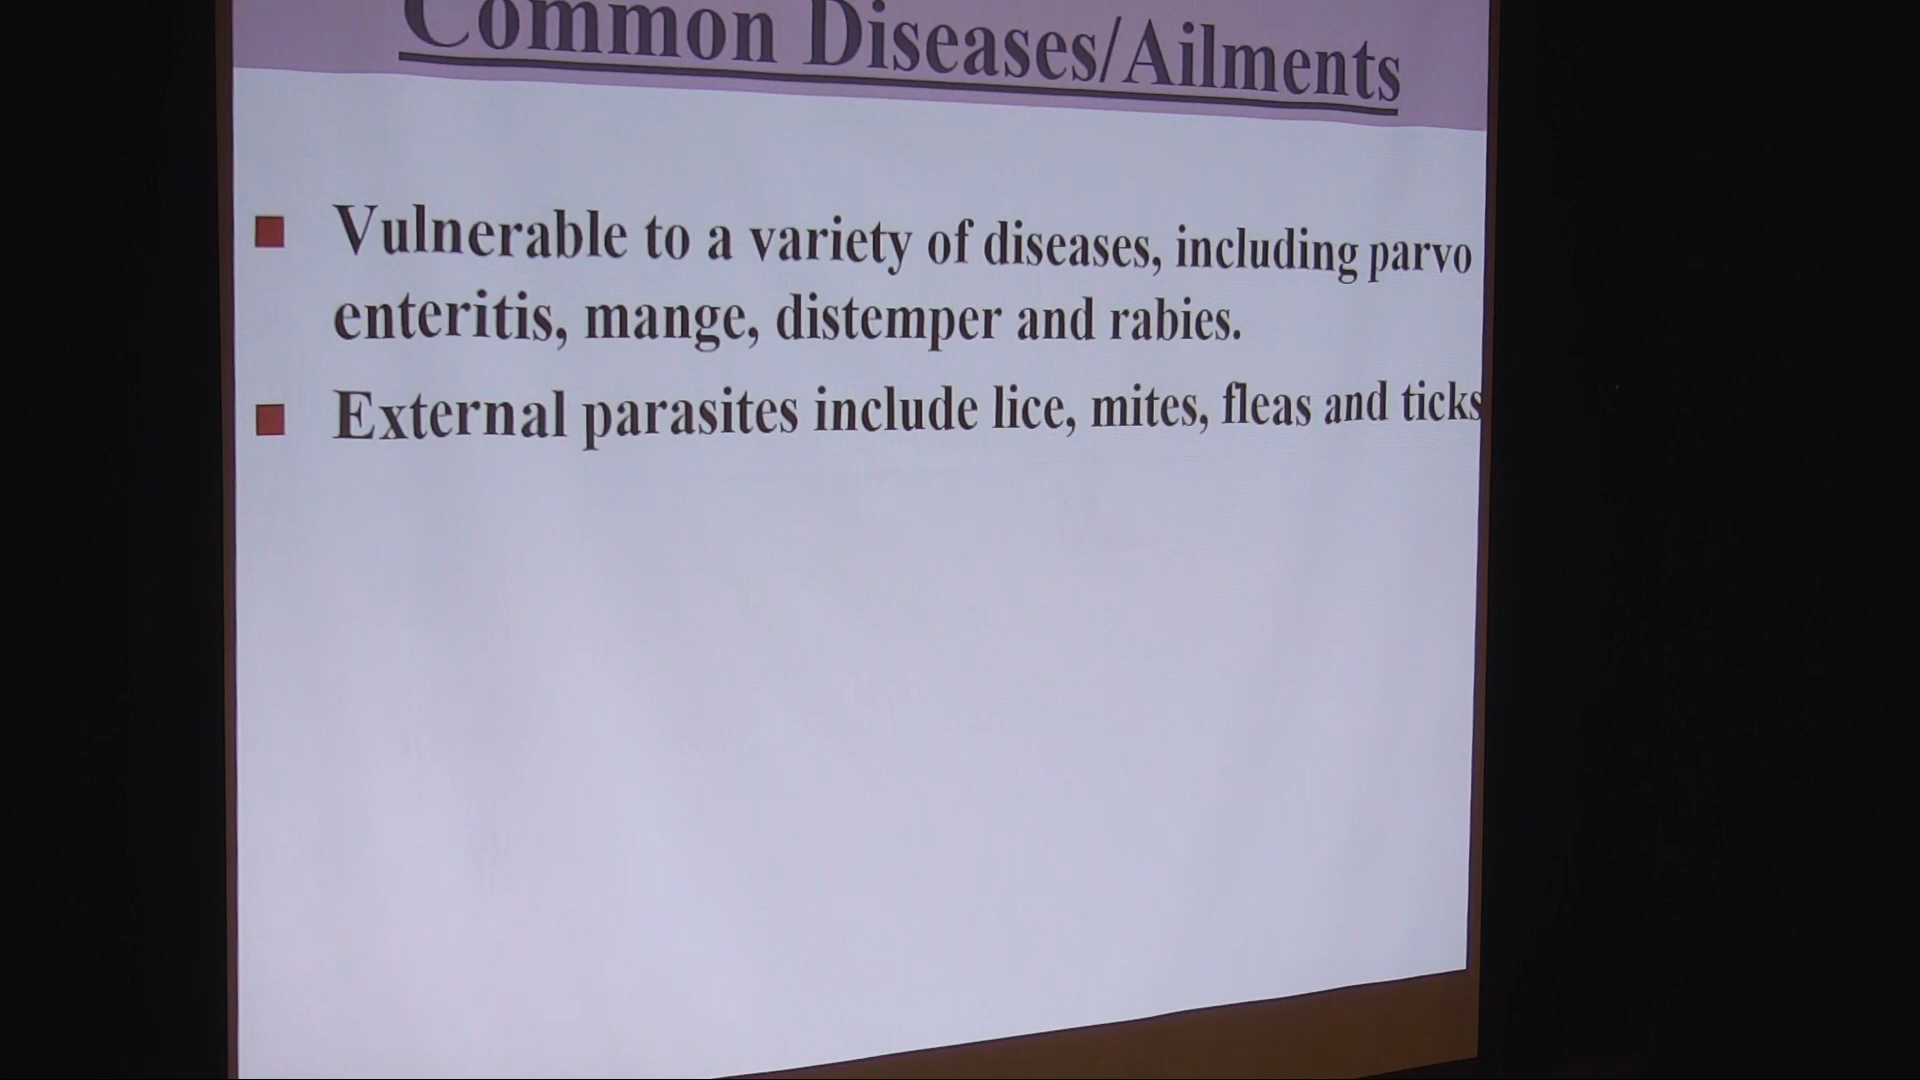 Common Diseases/Ailments
Vulnerable to a variety of diseases, including parvo
enteritis, mange, distemper and rabies.
External parasites include lice, mites, fleas and ticks